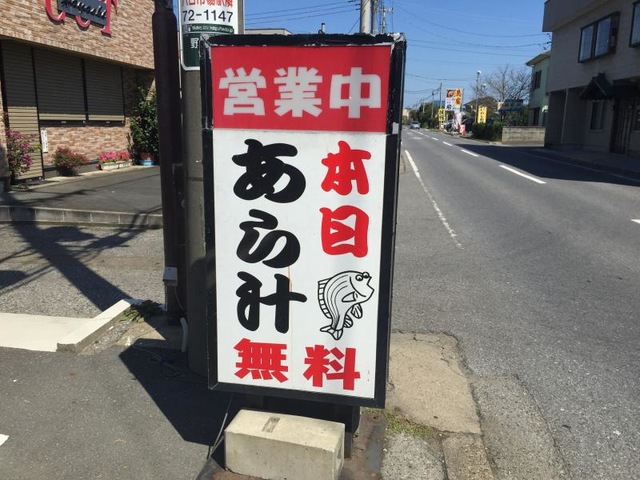 営業中
本日
あら汁
無料
72-1147